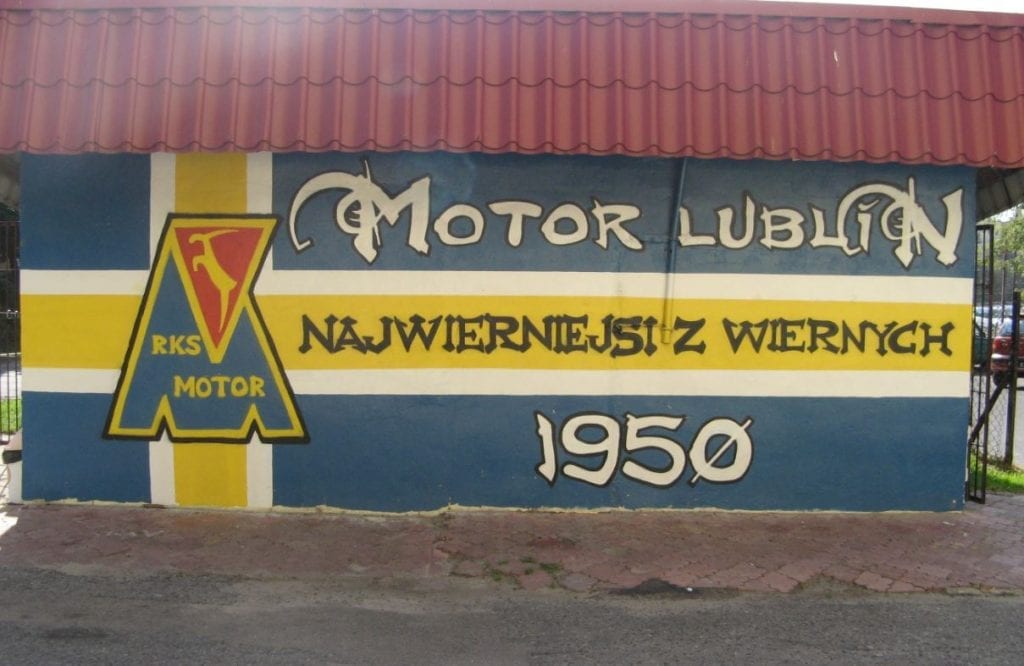 MOTOR LUBLIN
RKS
MOTOR
NAJWIERNIEJSI Z WIERNYCH
1950